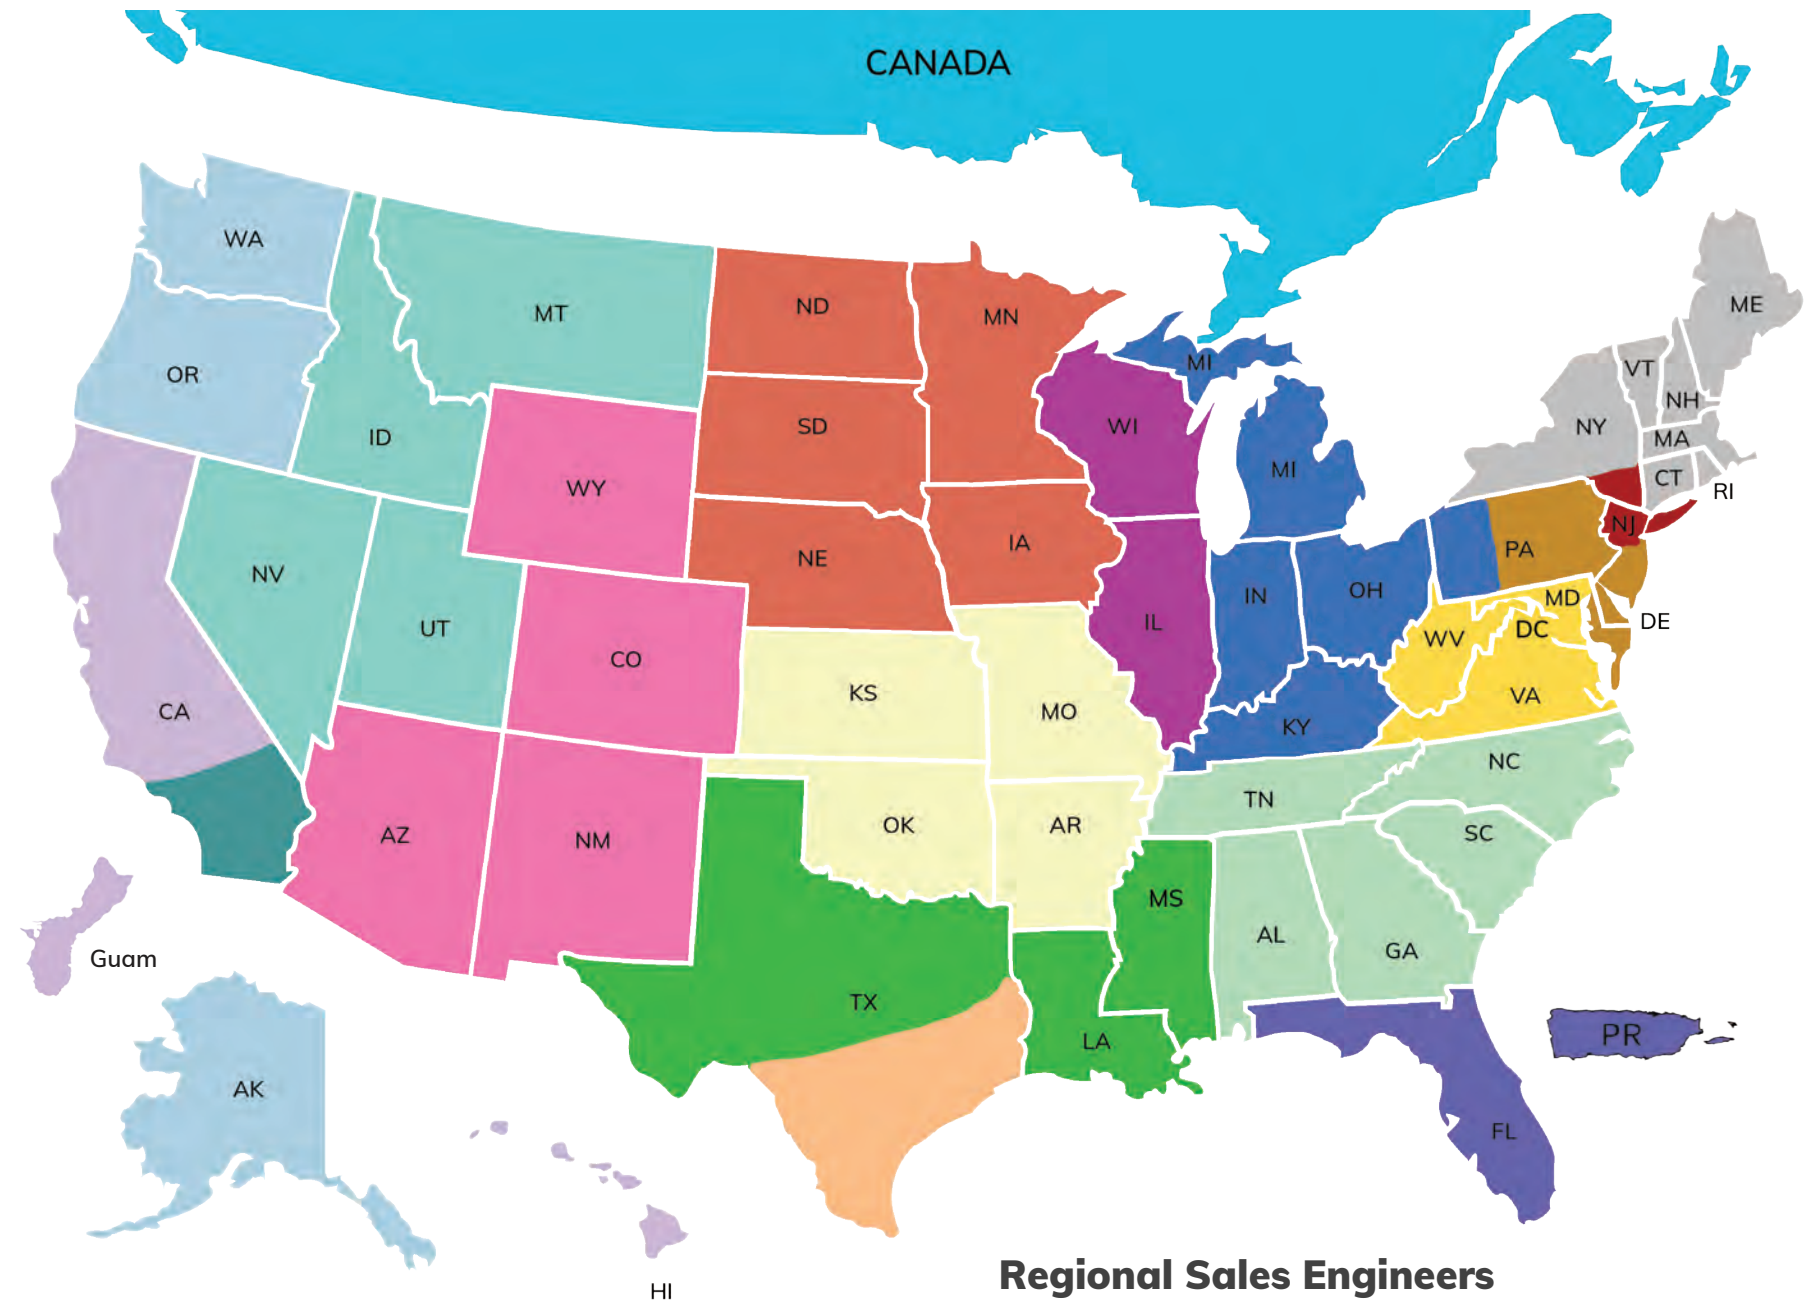 CANADA
WA
MT
ND
MN
ME
MI
VT
OR
NH
ID
SD
WI
NY
MA
MI
CT
WY
RI
NE
IA
NJ
PA
NV
IN
OH
MD
DE
UT
IL
WV
DC
CO
KS
VA
CA
MO
KY
NC
TN
AZ
NM
OK
AR
SC
MS
AL
GA
Guam
TX
LA
PR
AK
FL
HI
Regional Sales Engineers